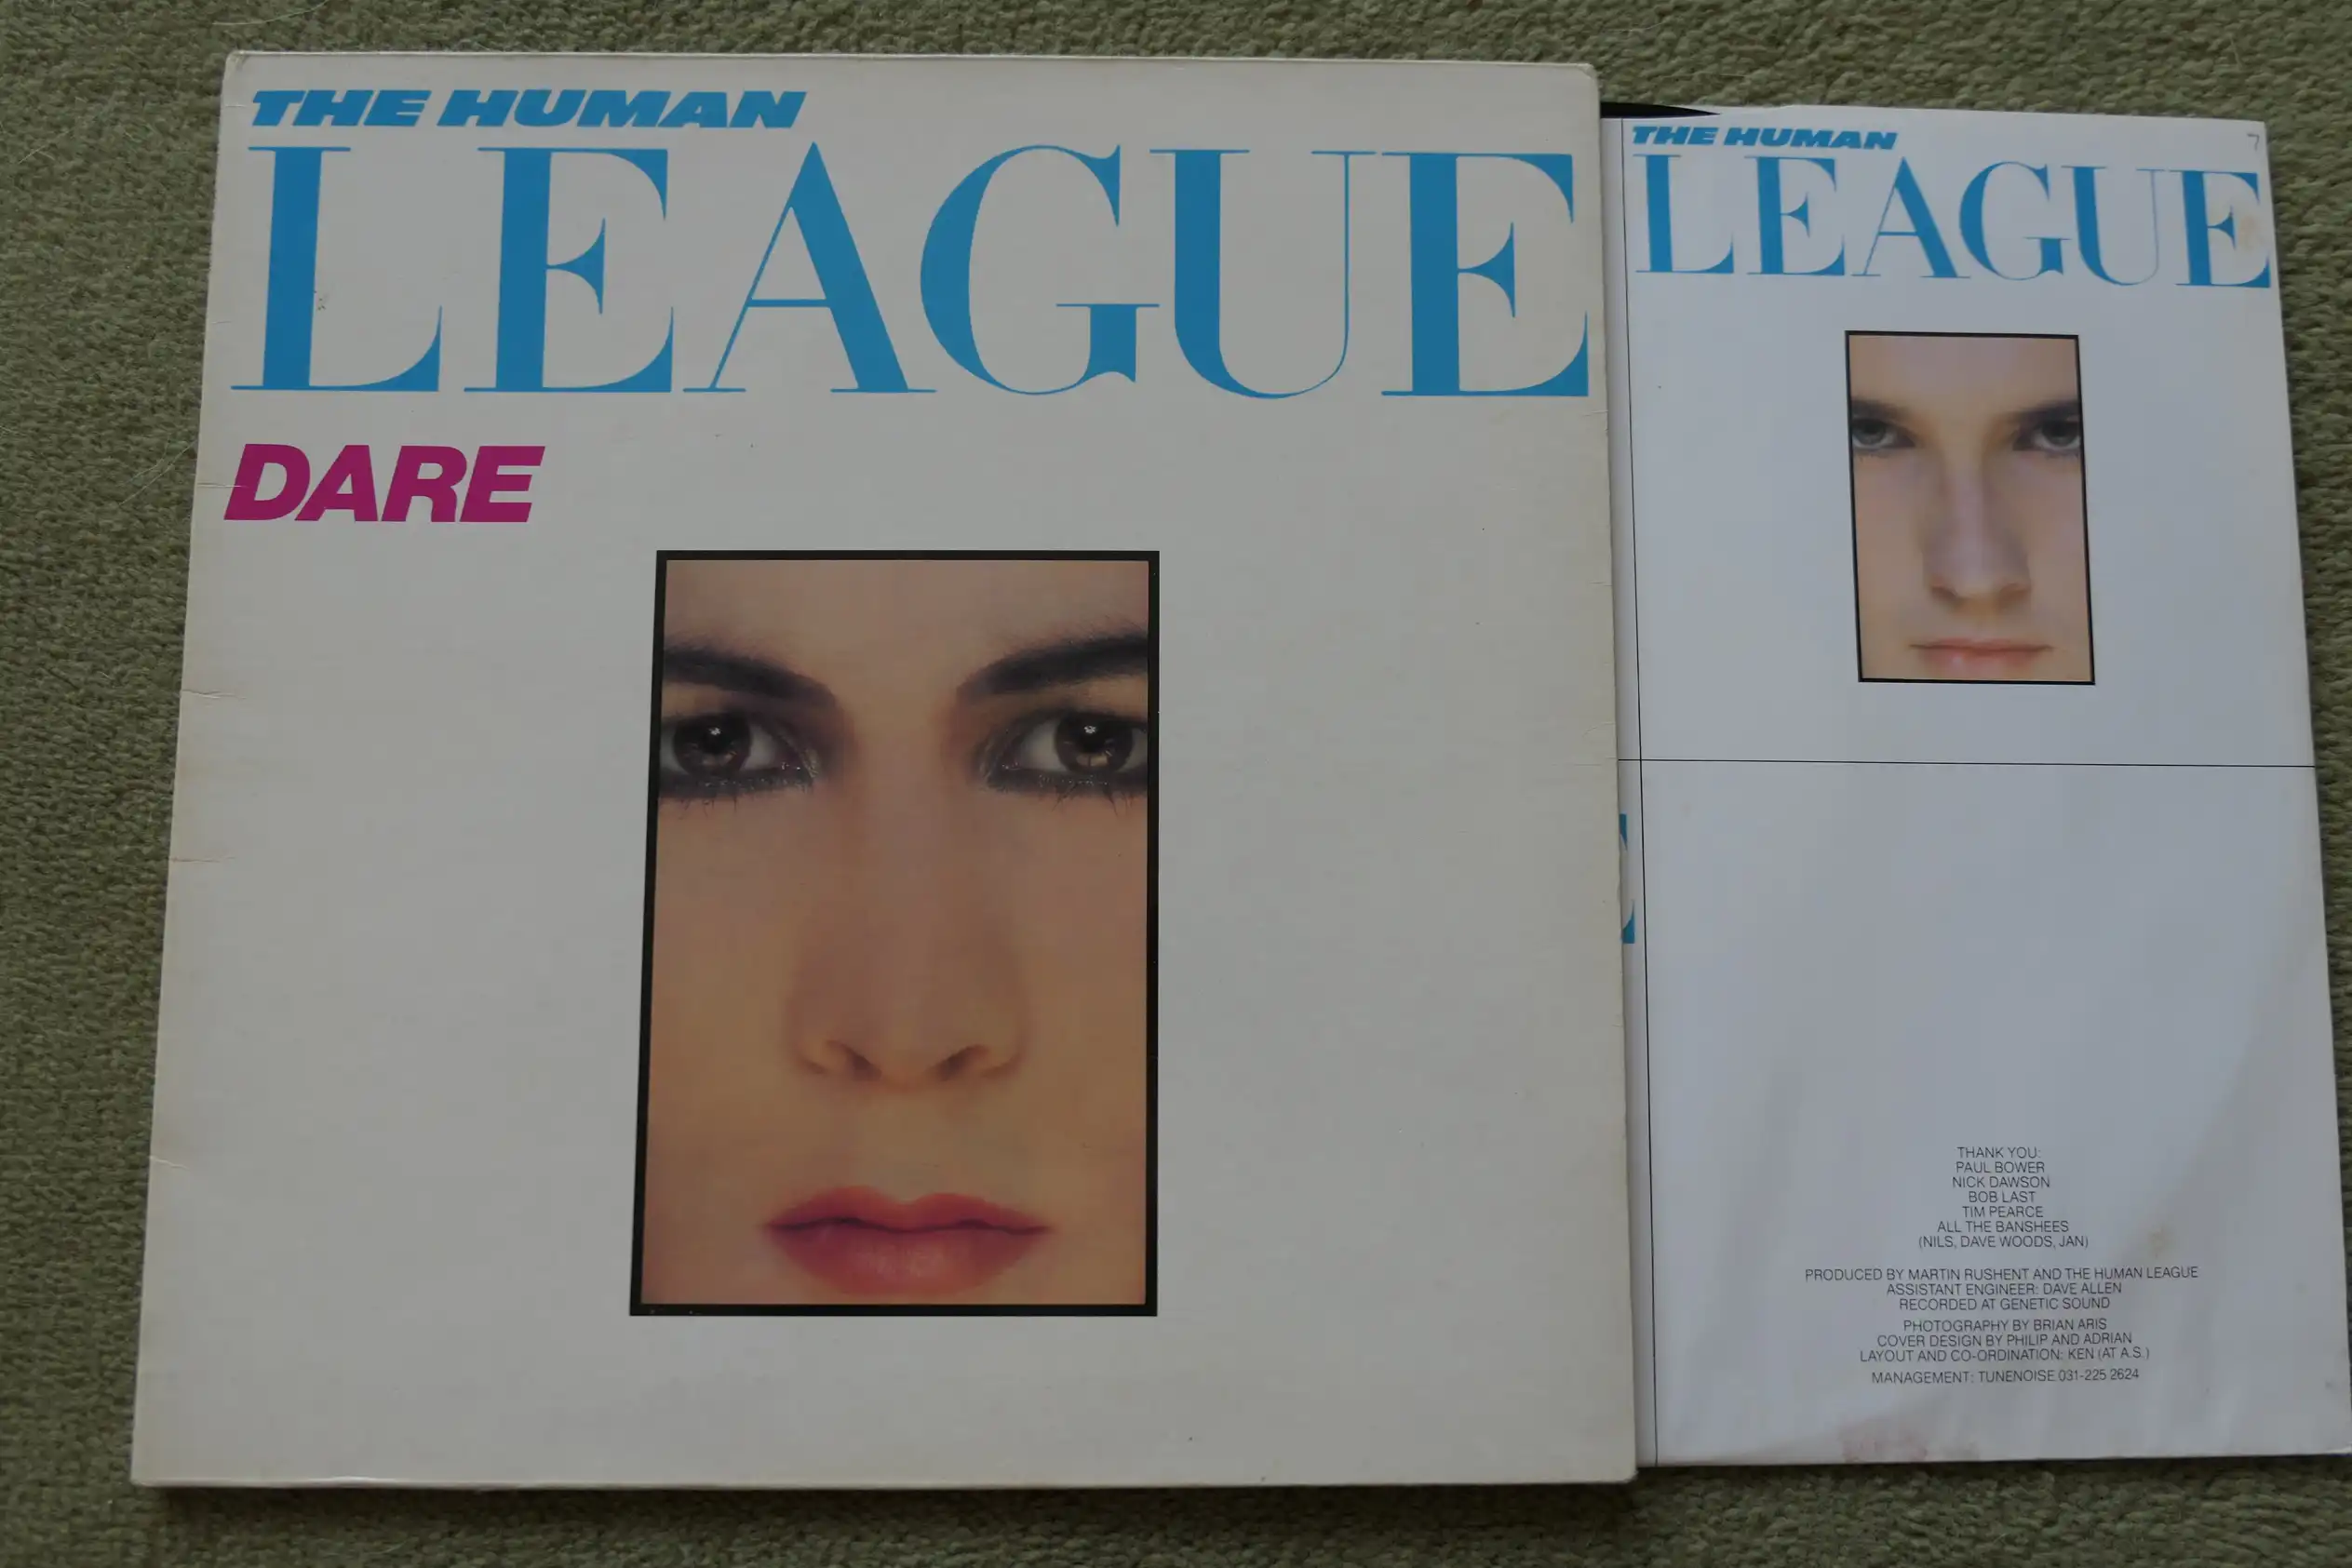 THE HUMAN
LEAGUE
DARE
THE HUMAN
LEAGUE
7
E
THANK YOU:
PAUL BOWER
NICK DAWSON
BOB LAST
TIM PEARCE
ALL THE BANSHEES
(NILS, DAVE WOODS, JAN)
PRODUCED BY MARTIN RUSHENT AND THE HUMAN LEAGUE
ASSISTANT ENGINEER: DAVE ALLEN
RECORDED AT GENETIC SOUND
PHOTOGRAPHY BY BRIAN ARIS
COVER DESIGN BY PHILIP AND ADRIAN
LAYOUT AND CO-ORDINATION: KEN (AT A.S.)
MANAGEMENT: TUNENOISE 031-225 2624